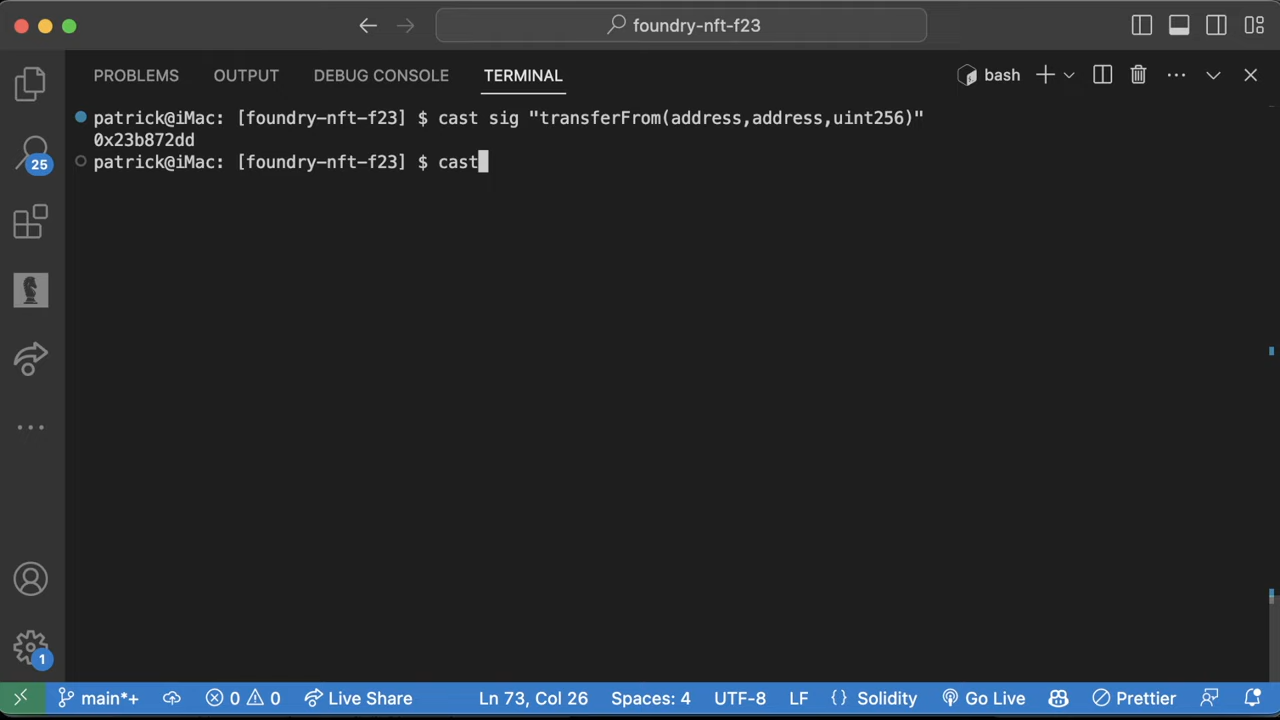 foundry-nft-f23
PROBLEMS OUTPUT DEBUG CONSOLE TERMINAL bash
patrick@iMac: [foundry-nft-f23] $ cast sig "transferFrom(address,address,uint256)"
0x23b872dd
patrick@iMac: [foundry-nft-f23] $ cast
25
1
main*+ 0 0 Live Share Ln 73, Col 26 Spaces: 4 UTF-8 LF {} Solidity Go Live Prettier